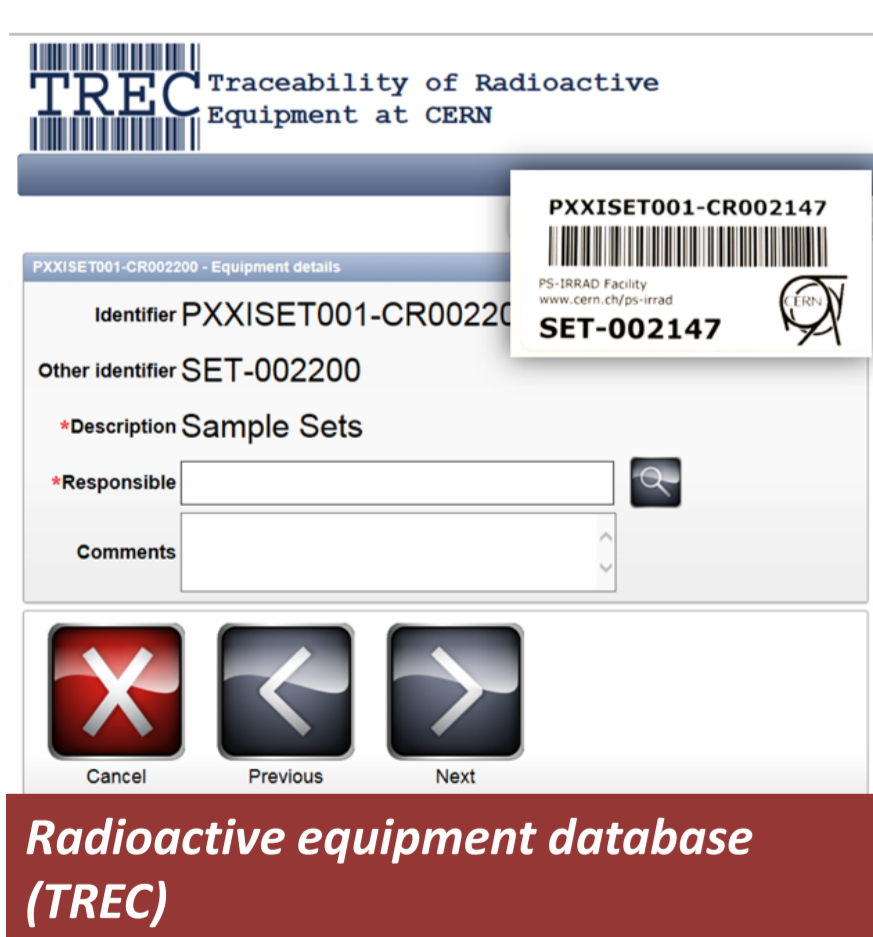 TREC
Traceability of Radioactive
Equipment at CERN
PXXISET001-CR002147
PS-IRRAD Facility
www.cern.ch/ps-irrad
CERN
SET-002147
PXXISET001-CR002200 - Equipment details
Identifier PXXISET001-CR00220
Other identifier SET-002200
*Description Sample Sets
*Responsible
Comments
Cancel Previous Next
Radioactive equipment database
(TREC)